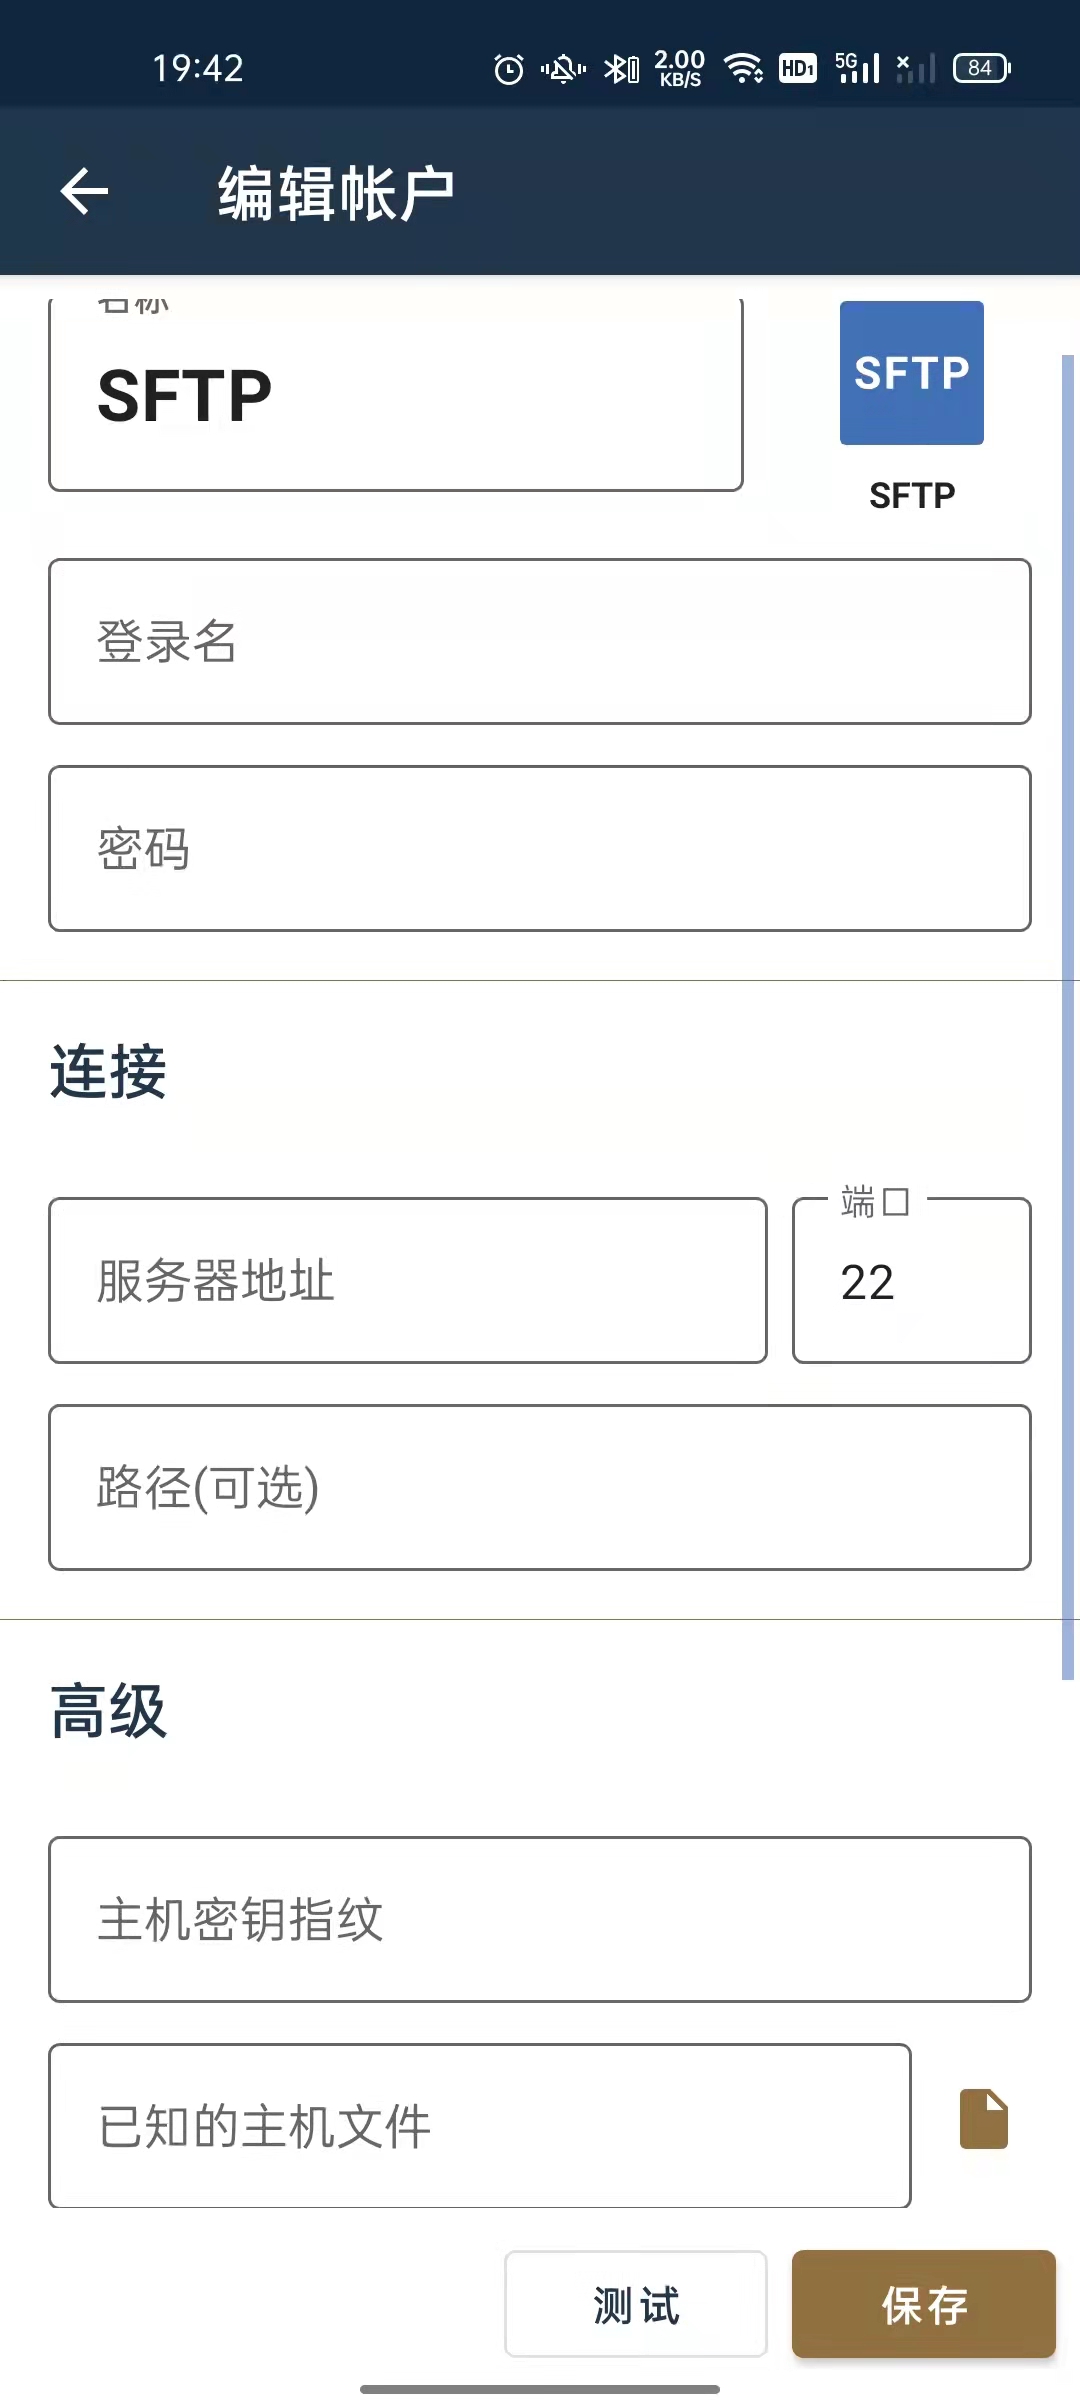 19:42
2.00
KB/S
HD1
5G
84
编辑帐户
名称
SFTP
SFTP
SFTP
登录名
密码
连接
服务器地址
端口
22
路径(可选)
高级
主机密钥指纹
已知的主机文件
测试
保存